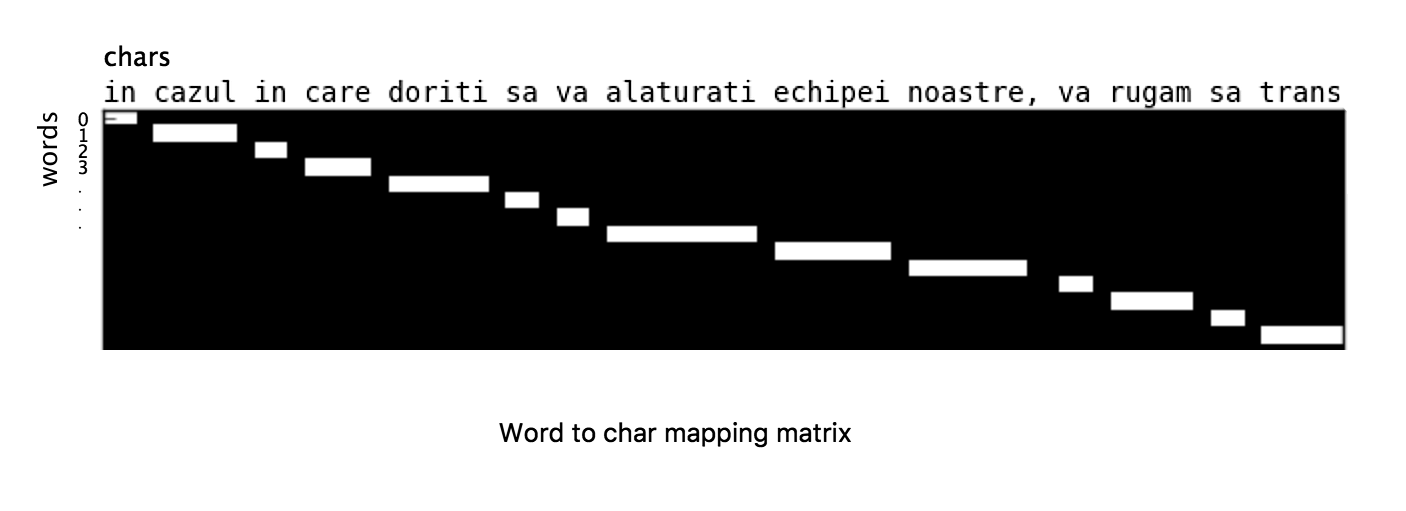 chars
in cazul in care doriti sa va alaturati echipei noastre, va rugam sa trans
words
0
1
2
3
.
.
.
Word to char mapping matrix